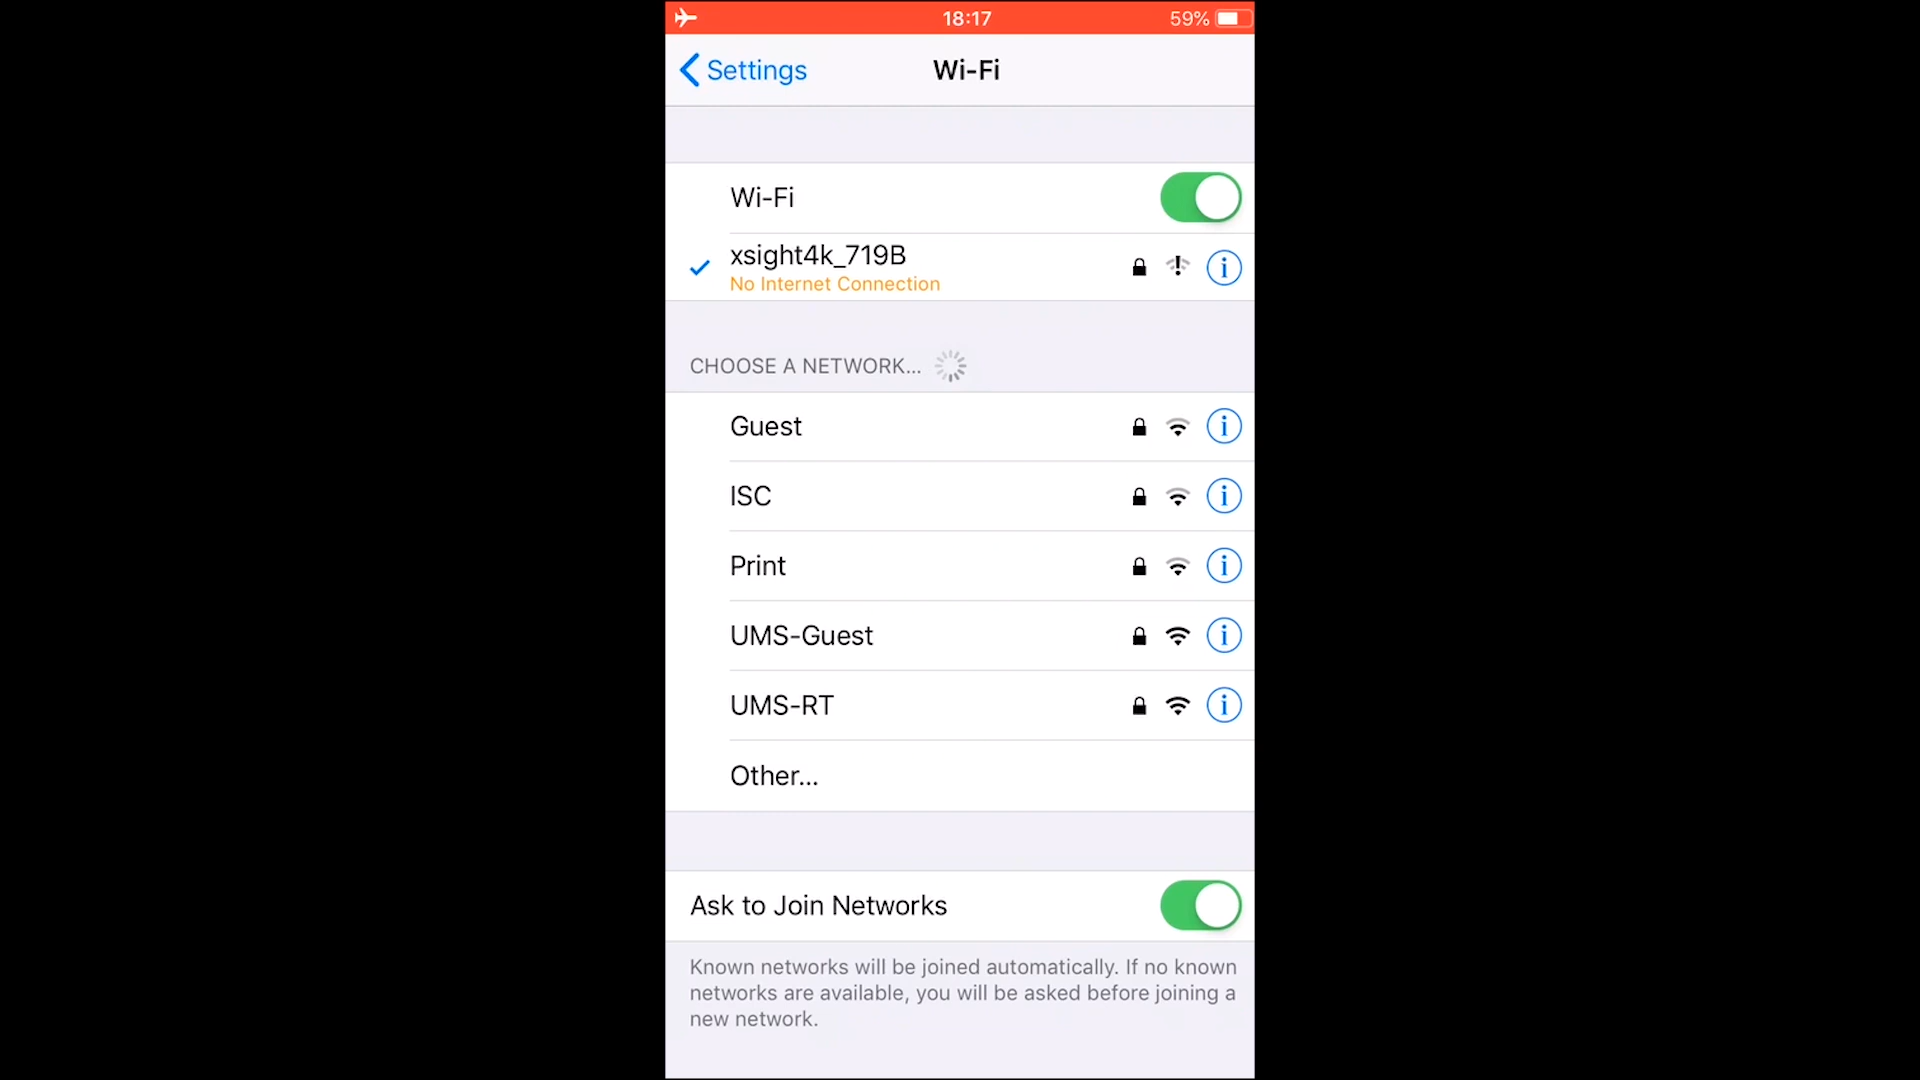 18:17
59%
Settings
Wi-Fi
Wi-Fi
xsight4k_719B
No Internet Connection
CHOOSE A NETWORK...
Guest
ISC
Print
UMS-Guest
UMS-RT
Other...
Ask to Join Networks
Known networks will be joined automatically. If no known
networks are available, you will be asked before joining a
new network.